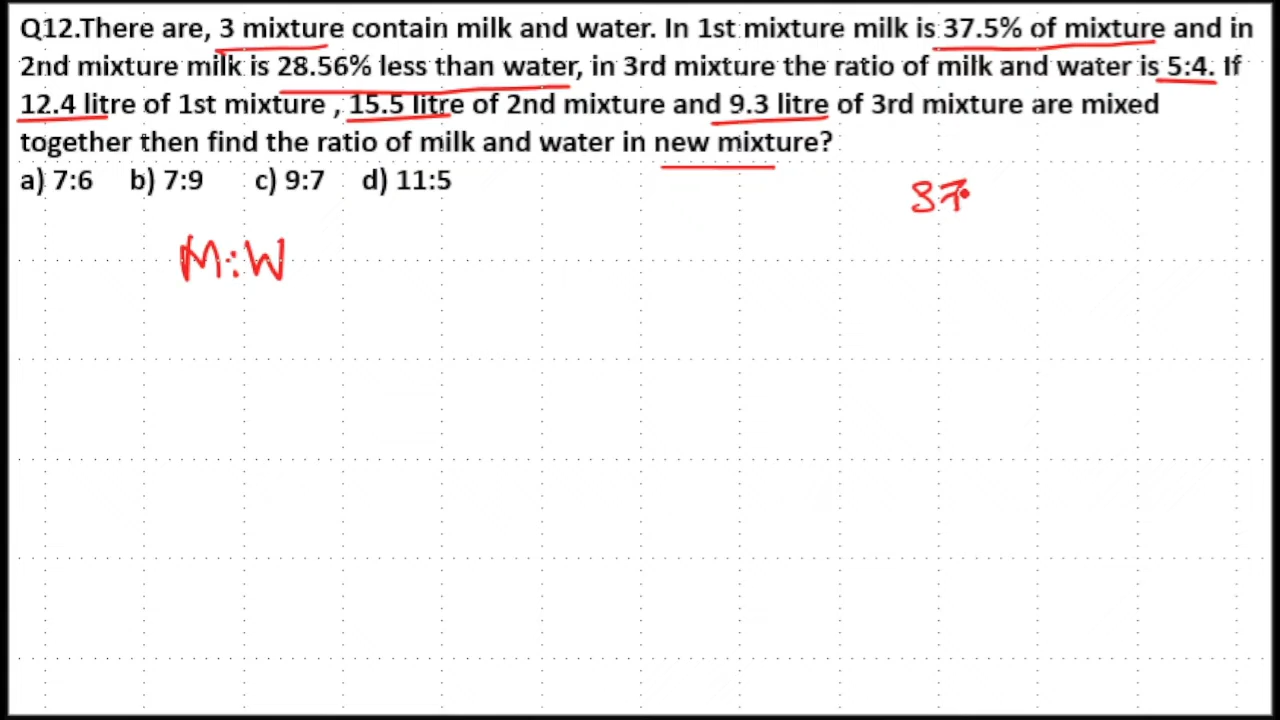 Q12.There are, 3 mixture contain milk and water. In 1st mixture milk is 37.5% of mixture and in
2nd mixture milk is 28.56% less than water, in 3rd mixture the ratio of milk and water is 5:4. If
12.4 litre of 1st mixture , 15.5 litre of 2nd mixture and 9.3 litre of 3rd mixture are mixed
together then find the ratio of milk and water in new mixture?
a) 7:6 b) 7:9 c) 9:7 d) 11:5
37.
M:W